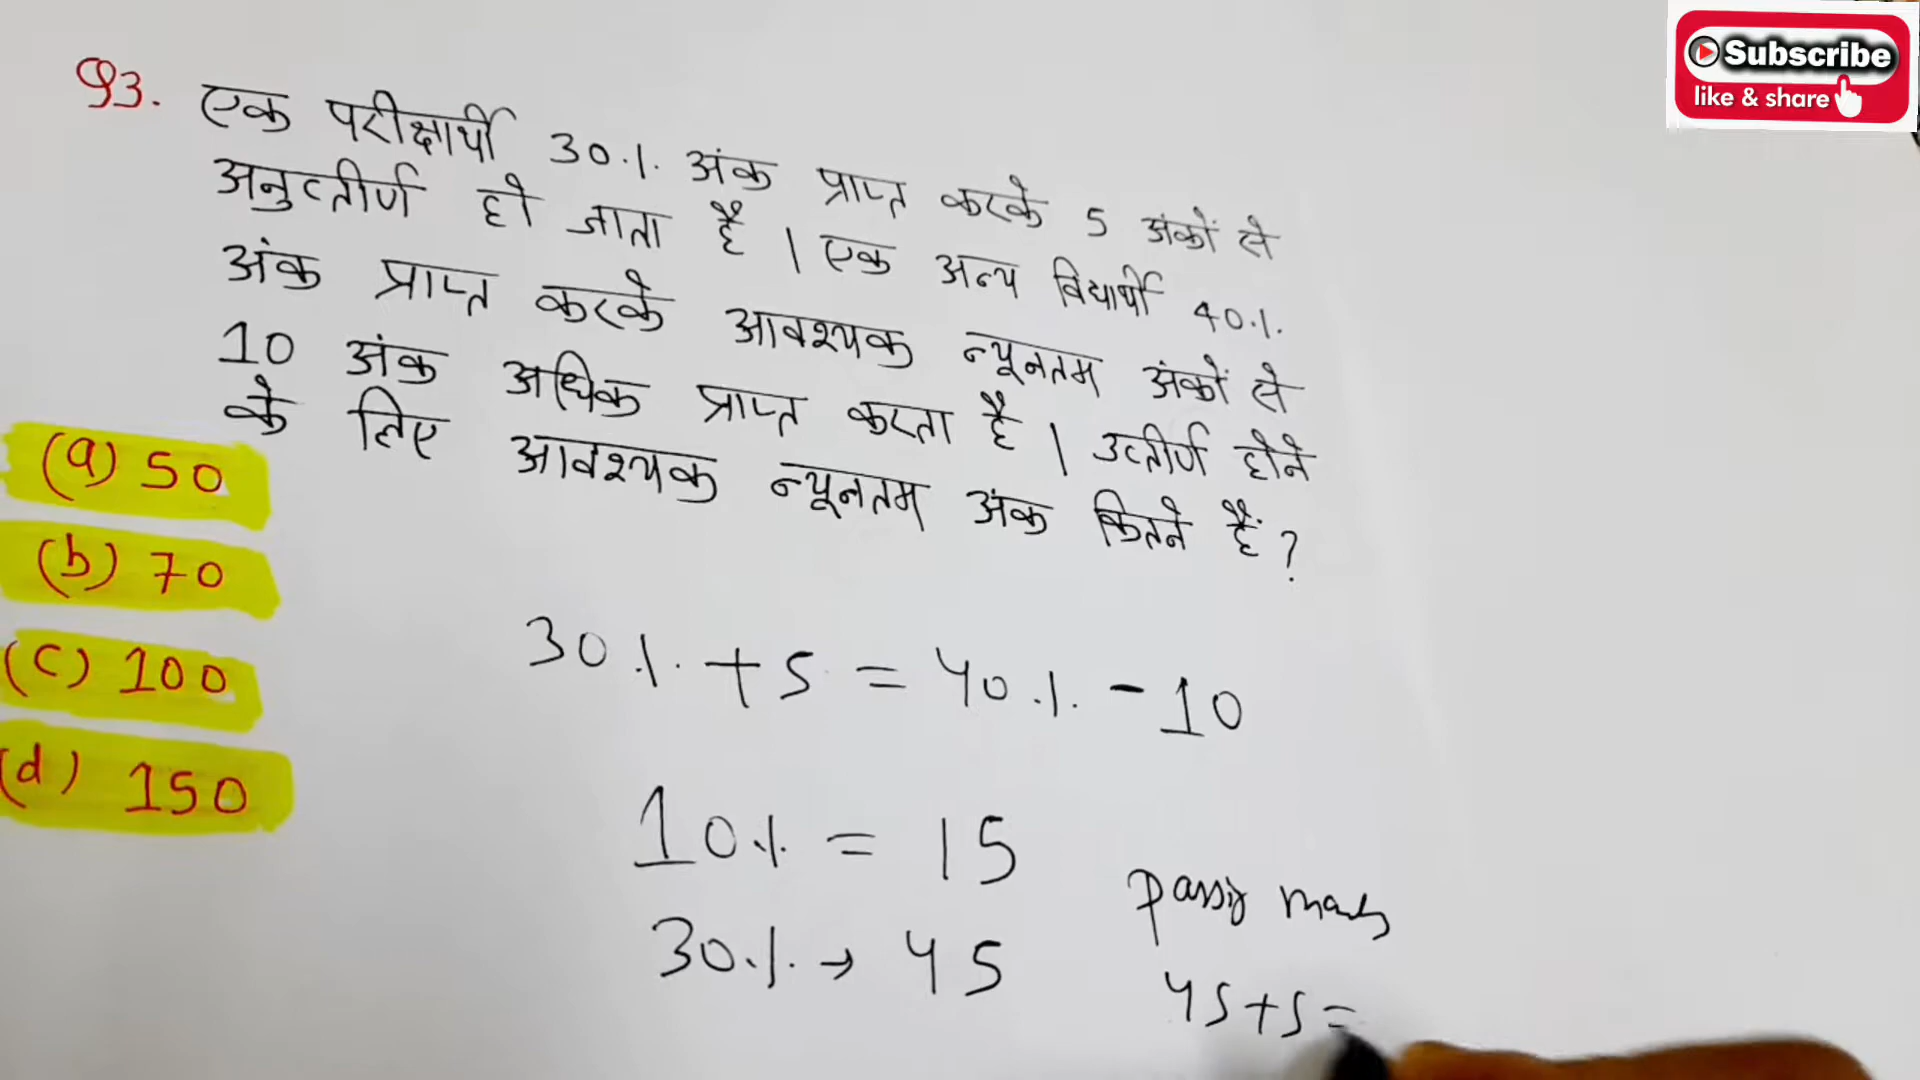 Subscribe
like & share
Q3. एक परीक्षार्थी 30% अंक प्राप्त करके 5 अंकों से
अनुत्तीर्ण हो जाता है | एक अन्य विद्यार्थी 40%
अंक प्राप्त करके आवश्यक न्यूनतम अंकों से
10 अंक अधिक प्राप्त करता है | उत्तीर्ण होने
के लिए आवश्यक न्यूनतम अंक कितने हैं ?
(a) 50
(b) 70
(c) 100
(d) 150
30% + 5 = 40% - 10
10% = 15
30% → 45
passing marks
45+5=